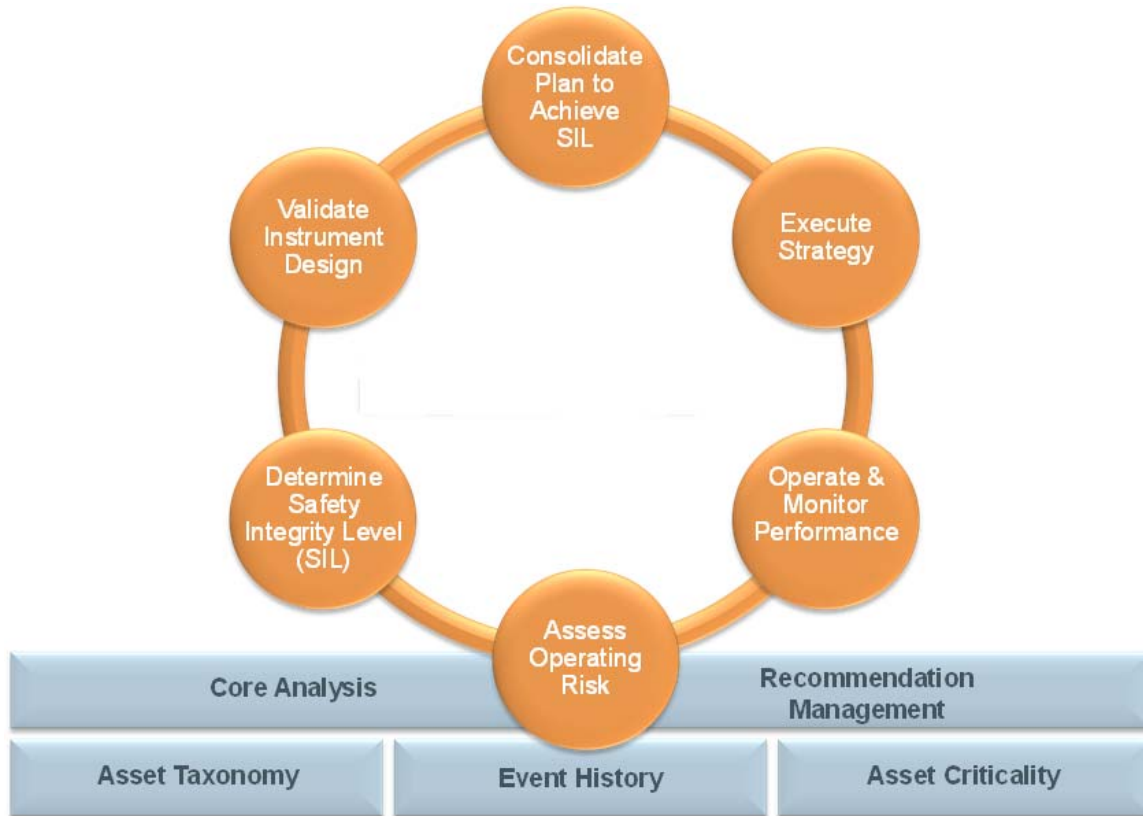 Consolidate
Plan to
Achieve
SIL
Validate
Instrument
Design
Execute
Strategy
Determine
Safety
Integrity Level
(SIL)
Operate &
Monitor
Performance
Assess
Operating
Risk
Core Analysis
Recommendation
Management
Asset Taxonomy
Event History
Asset Criticality